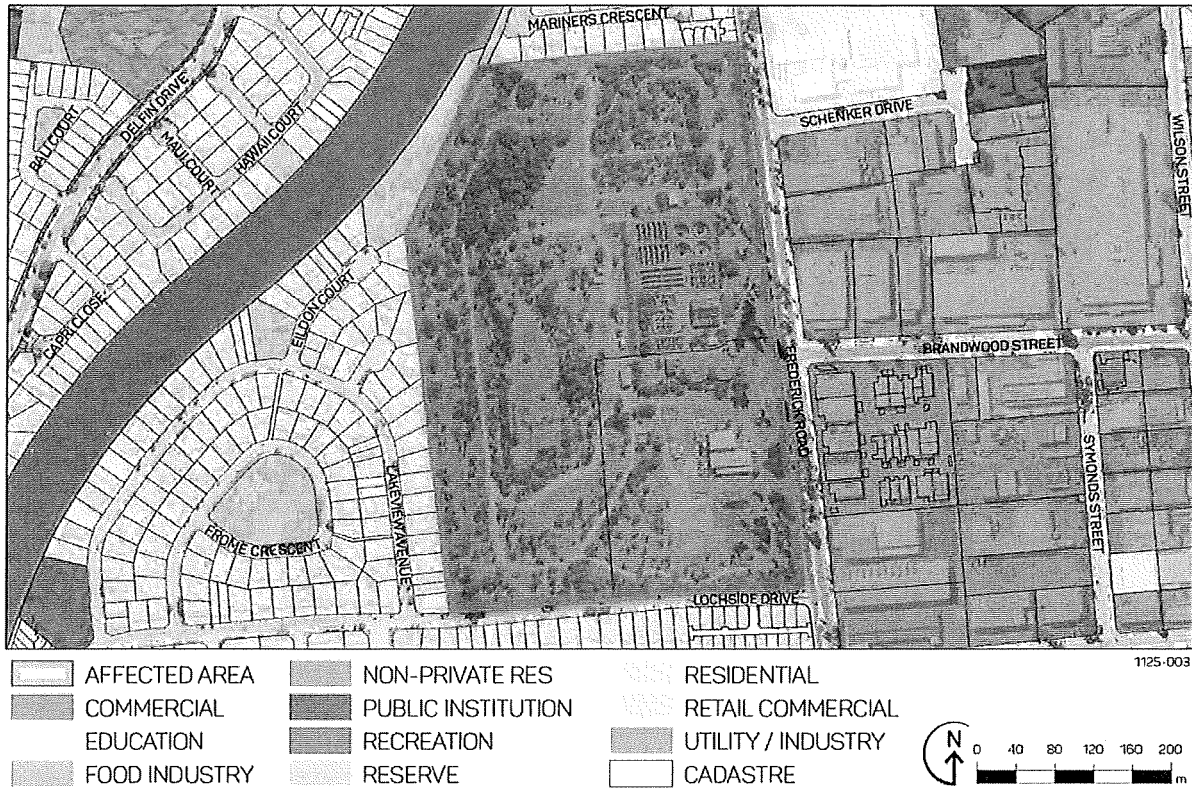 MARINERS CRESCENT
DELFIN DRIVE
BALI COURT
MAUI COURT
HAWAII COURT
SCHENKER DRIVE
WILSON STREET
CAPRI CLOSE
ELDON COURT
BRANDWOOD STREET
FREDERICK ROAD
LAKEVIEW AVENUE
SYMONDS STREET
FROME CRESCENT
LOCHSIDE DRIVE
1125-003
AFFECTED AREA
COMMERCIAL
EDUCATION
FOOD INDUSTRY
NON-PRIVATE RES
PUBLIC INSTITUTION
RECREATION
RESERVE
RESIDENTIAL
RETAIL COMMERCIAL
UTILITY / INDUSTRY
CADASTRE
N
0 40 80 120 160 200
m